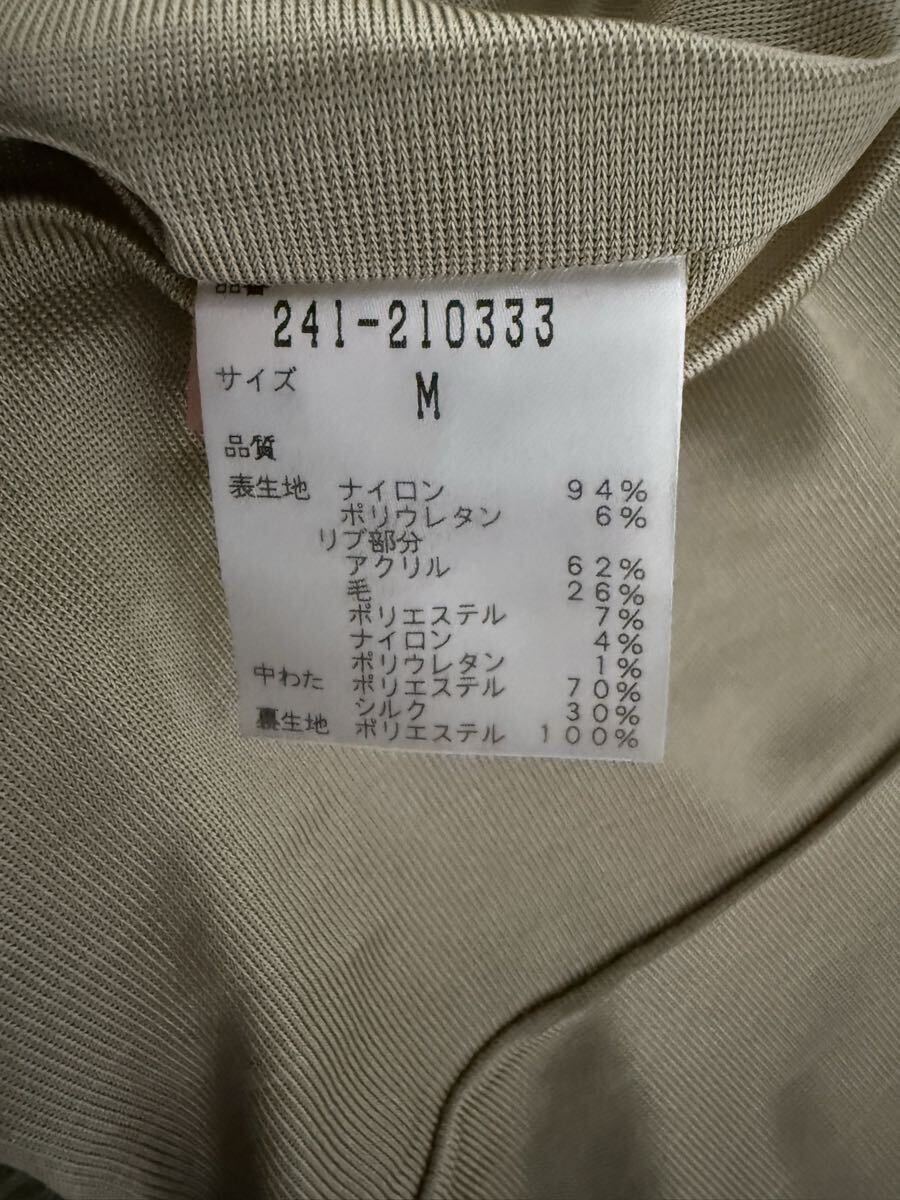 品番
241-210333
サイズ
M
品質
表生地 ナイロン 94%
ポリウレタン 6%
リブ部分
アクリル 62%
毛 26%
ポリエステル 7%
ナイロン 4%
ポリウレタン 1%
中わた ポリエステル 70%
シルク 30%
裏生地 ポリエステル 100%